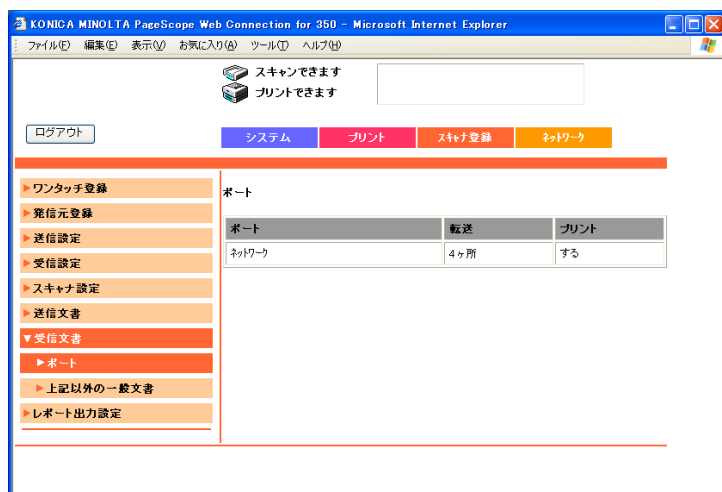 KONICA MINOLTA PageScope Web Connection for 350 - Microsoft Internet Explorer
ファイル(F) 編集(E) 表示(V) お気に入り(A) ツール(T) ヘルプ(H)
スキャンできます
プリントできます
ログアウト
システム プリント スキャナ登録 ネットワーク
ワンタッチ登録
発信元登録
送信設定
受信設定
スキャナ設定
送信文書
受信文書
ポート
上記以外の一般文書
レポート出力設定
ポート
ポート 転送 プリント
ネットワーク 4ヶ所 する